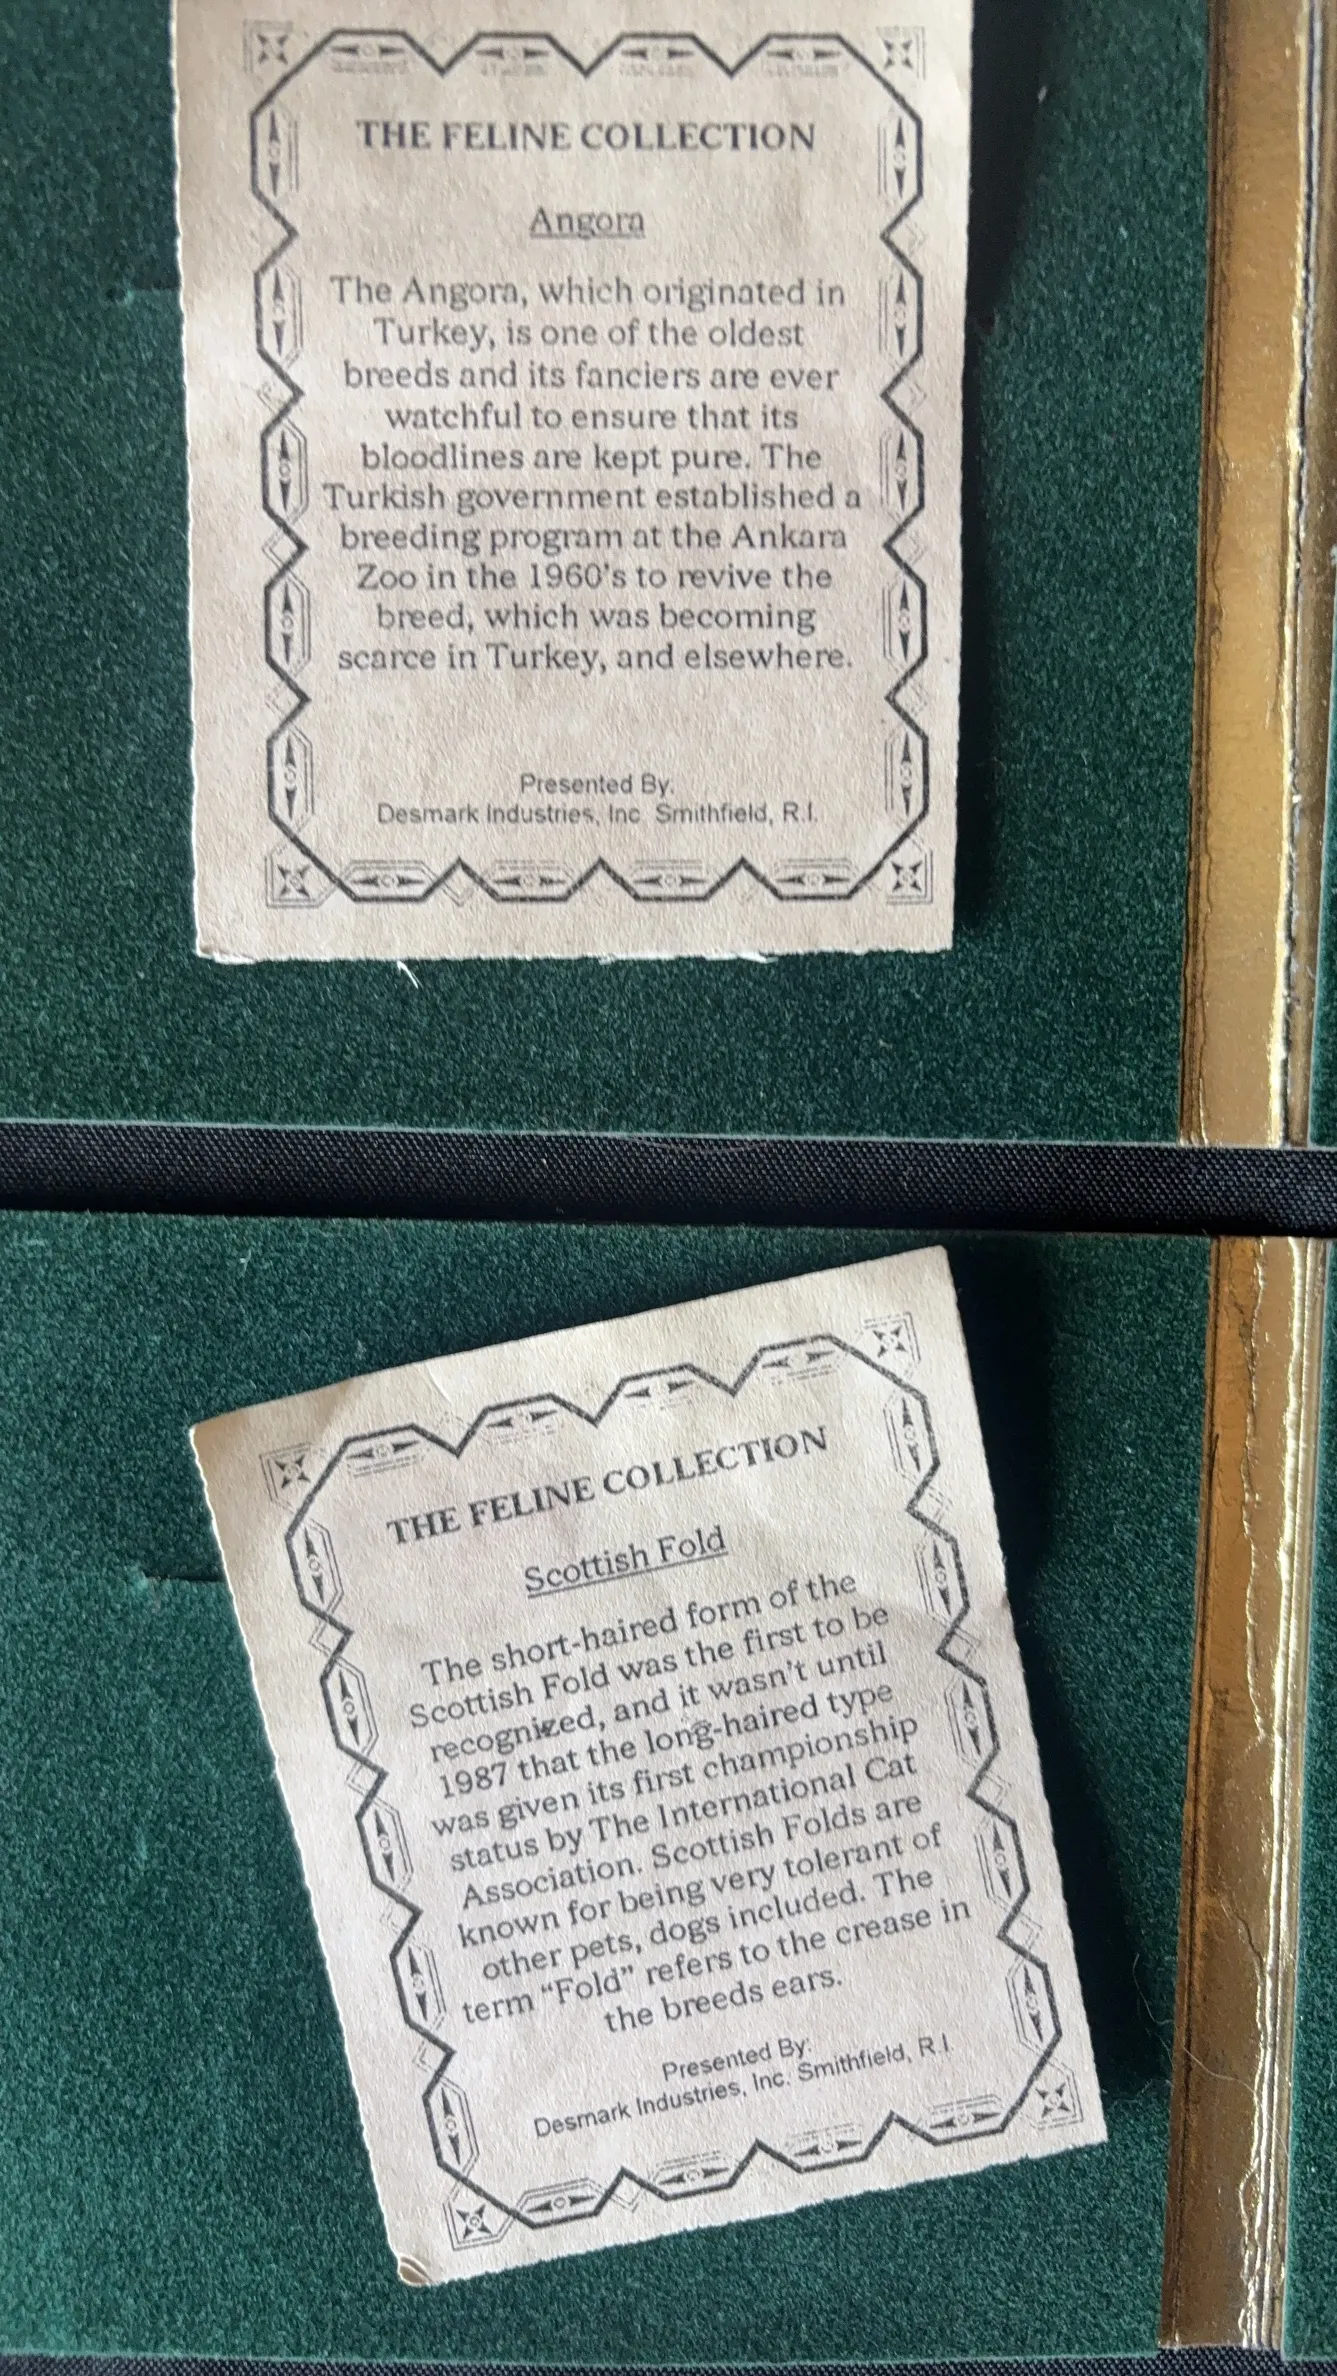 THE FELINE COLLECTION
Angora
The Angora, which originated in
Turkey, is one of the oldest
breeds and its fanciers are ever
watchful to ensure that its
bloodlines are kept pure. The
Turkish government established a
breeding program at the Ankara
Zoo in the 1960's to revive the
breed, which was becoming
scarce in Turkey, and elsewhere.
Presented By:
Desmark Industries, Inc. Smithfield, R.I.
THE FELINE COLLECTION
Scottish Fold
The short-haired form of the
Scottish Fold was the first to be
recognized, and it wasn't until
1987 that the long-haired type
was given its first championship
status by The International Cat
Association. Scottish Folds are
known for being very tolerant of
other pets, dogs included. The
term "Fold" refers to the crease in
the breeds ears.
Presented By:
Desmark Industries, Inc. Smithfield, R.I.